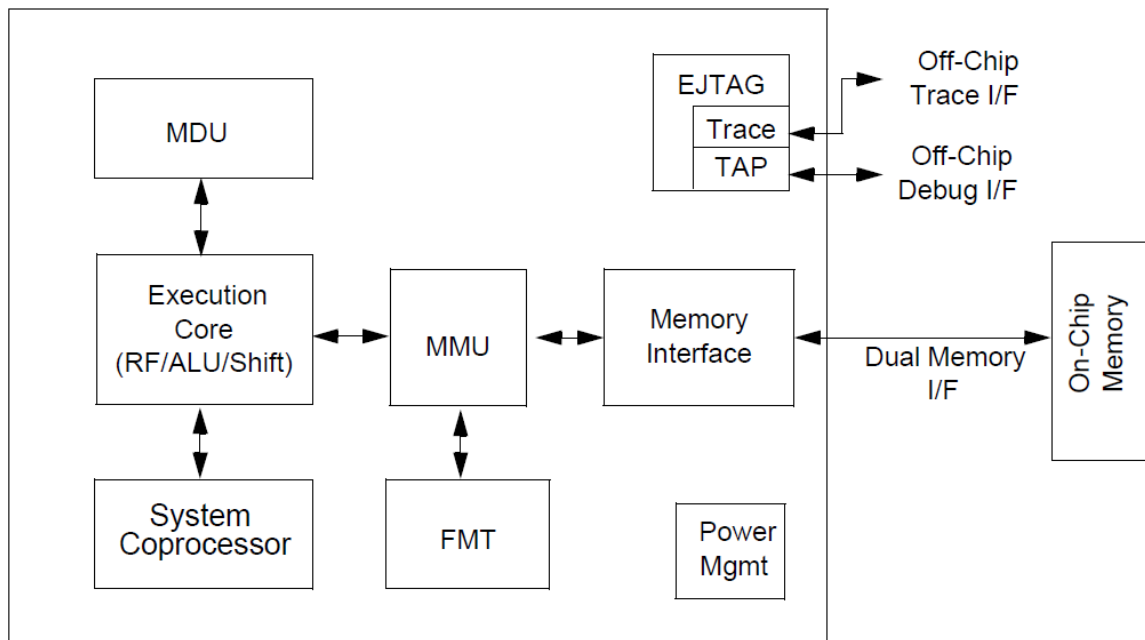 EJTAG
Trace
TAP
Off-Chip
Trace I/F
Off-Chip
Debug I/F
MDU
Execution
Core
(RF/ALU/Shift)
MMU
Memory
Interface
Dual Memory
I/F
On-Chip
Memory
System
Coprocessor
FMT
Power
Mgmt